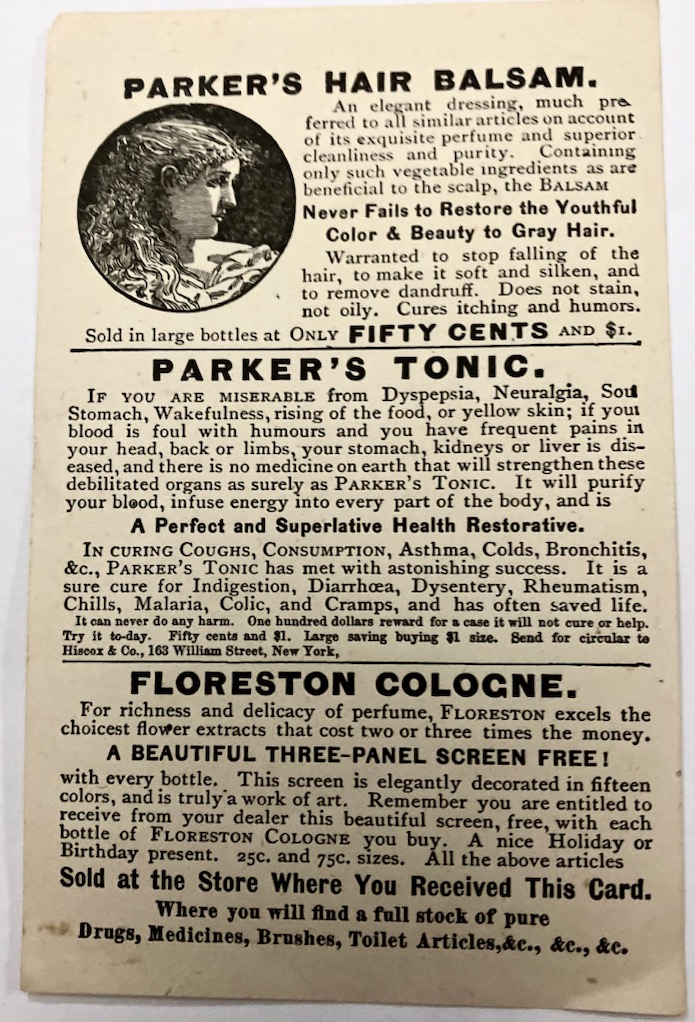 PARKER'S HAIR BALSAM.
An elegant dressing, much pre-
ferred to all similar articles on account
of its exquisite perfume and superior
cleanliness and purity. Containing
only such vegetable ingredients as are
beneficial to the scalp, the BALSAM
Never Fails to Restore the Youthful
Color & Beauty to Gray Hair.
Warranted to stop falling of the
hair, to make it soft and silken, and
to remove dandruff. Does not stain,
not oily. Cures itching and humors.
Sold in large bottles at ONLY FIFTY CENTS AND $1.
PARKER'S TONIC.
IF YOU ARE MISERABLE from Dyspepsia, Neuralgia, Sour
Stomach, Wakefulness, rising of the food, or yellow skin; if your
blood is foul with humours and you have frequent pains in
your head, back or limbs, your stomach, kidneys or liver is dis-
eased, and there is no medicine on earth that will strengthen these
debilitated organs as surely as PARKER'S TONIC. It will purify
your blood, infuse energy into every part of the body, and is
A Perfect and Superlative Health Restorative.
IN CURING COUGHS, CONSUMPTION, Asthma, Colds, Bronchitis,
&c., PARKER'S TONIC has met with astonishing success. It is a
sure cure for Indigestion, Diarrhœa, Dysentery, Rheumatism,
Chills, Malaria, Colic, and Cramps, and has often saved life.
It can never do any harm. One hundred dollars reward for a case it will not cure or help.
Try it to-day. Fifty cents and $1. Large saving buying $1 size. Send for circular to
Hiscox & Co., 163 William Street, New York,
FLORESTON COLOGNE.
For richness and delicacy of perfume, FLORESTON excels the
choicest flower extracts that cost two or three times the money.
A BEAUTIFUL THREE-PANEL SCREEN FREE!
with every bottle. This screen is elegantly decorated in fifteen
colors, and is truly a work of art. Remember you are entitled to
receive from your dealer this beautiful screen, free, with each
bottle of FLORESTON COLOGNE you buy. A nice Holiday or
Birthday present. 25c. and 75c. sizes. All the above articles
Sold at the Store Where You Received This Card.
Where you will find a full stock of pure
Drugs, Medicines, Brushes, Toilet Articles,&c., &c., &c.